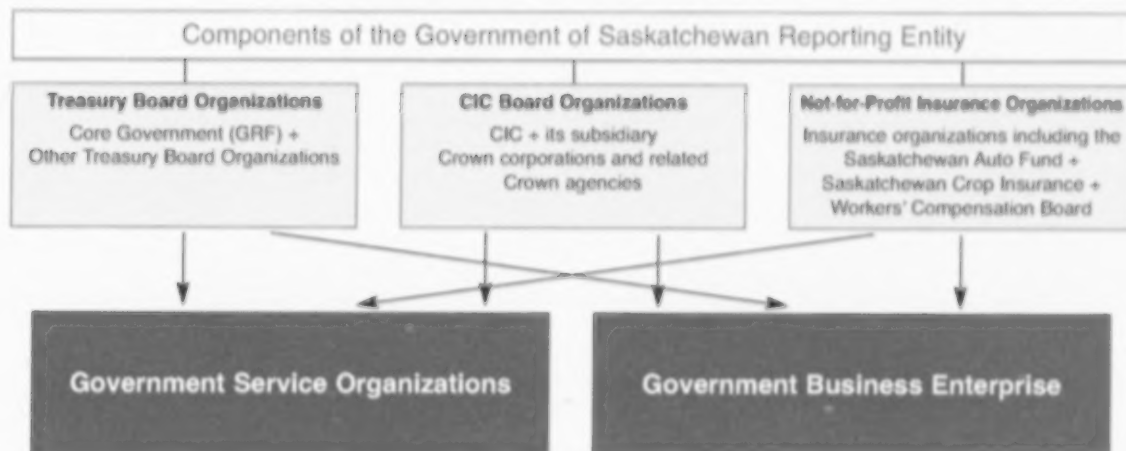 Components of the Government of Saskatchewan Reporting Entity
Treasury Board Organizations
Core Government (GRF) +
Other Treasury Board Organizations
CIC Board Organizations
CIC + its subsidiary
Crown corporations and related
Crown agencies
Not-for-Profit Insurance Organizations
Insurance organizations including the
Saskatchewan Auto Fund +
Saskatchewan Crop Insurance +
Workers' Compensation Board
Government Service Organizations
Government Business Enterprise